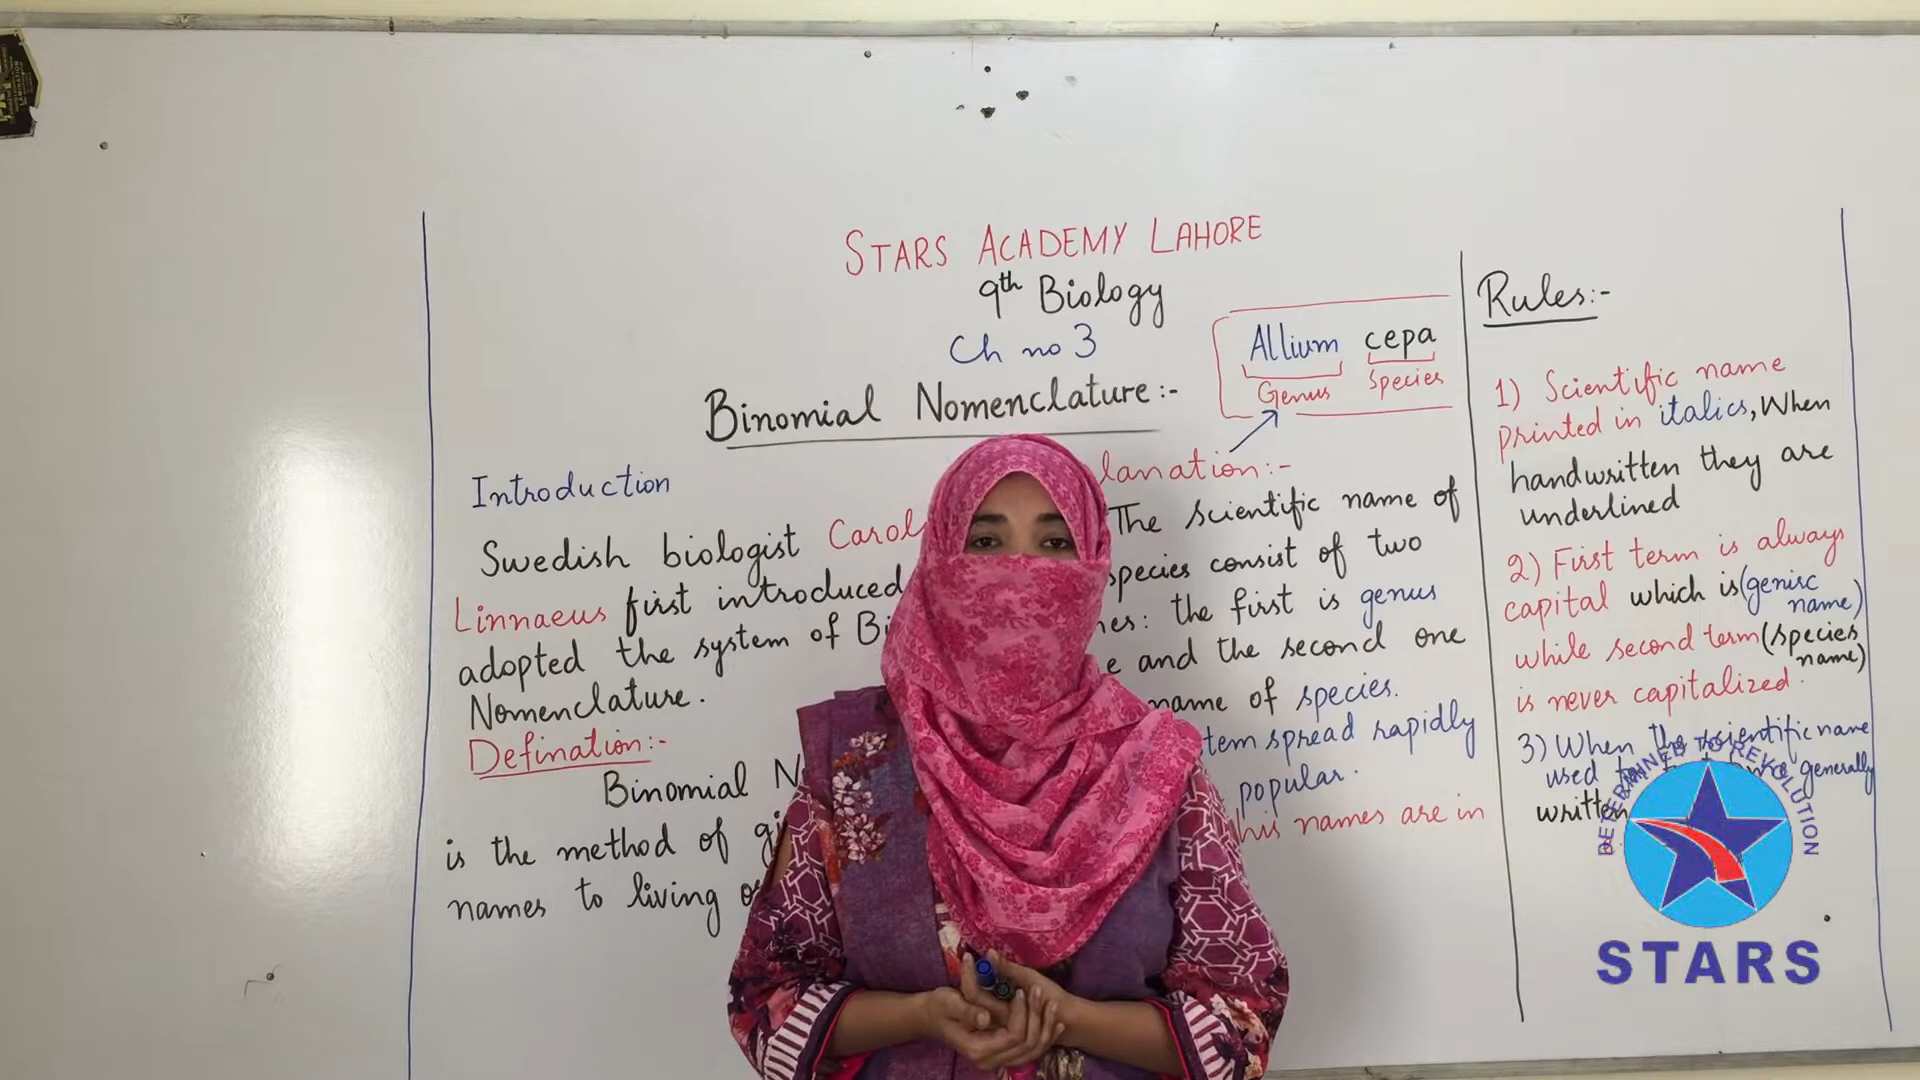 STARS ACADEMY LAHORE
9th Biology
Ch no 3
Binomial Nomenclature:-
Introduction
Swedish biologist
Linnaeus first introduced
adopted the system of
Nomenclature.
Defination:-
Binomial
is the method of
names to living
Allium cepa
Genus Species
The scientific name of
species consist of two
the first is genus
and the second one
name of species.
spread rapidly
popular.
names are in
Rules:-
1) Scientific name
printed in italics, When
handwritten they are
underlined
2) First term is always
capital which is (genisc
name)
while second term (species
name)
is never capitalized.
3) When the scientific name
used generally
written
DETERMINED TO REVOLUTION
STARS